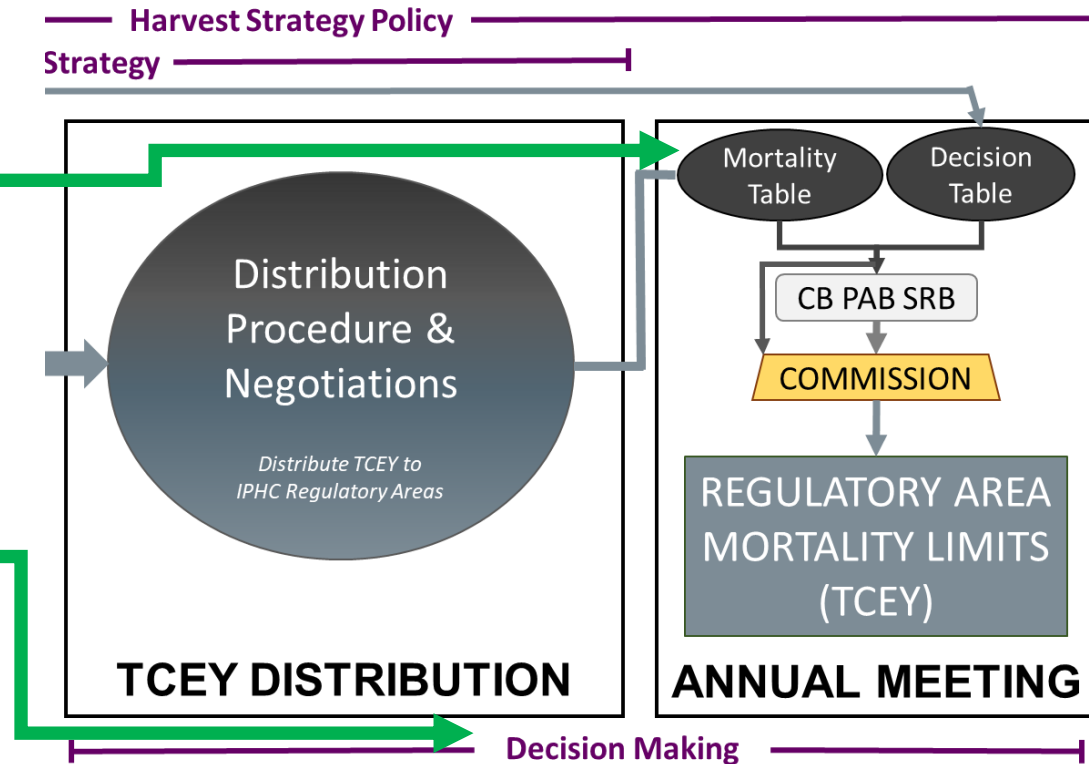 Harvest Strategy Policy
Strategy
Distribution
Procedure &
Negotiations
Distribute TCEY to
IPHC Regulatory Areas
TCEY DISTRIBUTION
Mortality
Table
Decision
Table
CB PAB SRB
COMMISSION
REGULATORY AREA
MORTALITY LIMITS
(TCEY)
ANNUAL MEETING
Decision Making